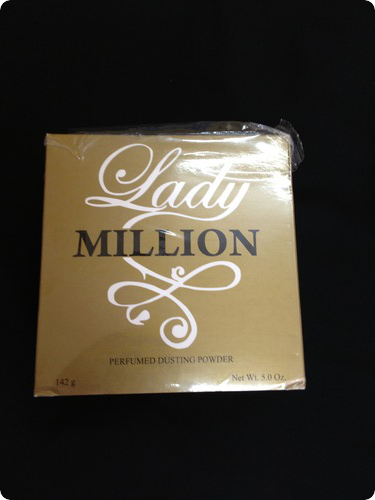 Lady
MILLION
PERFUMED DUSTING POWDER
142 g Net Wt. 5.0 Oz.